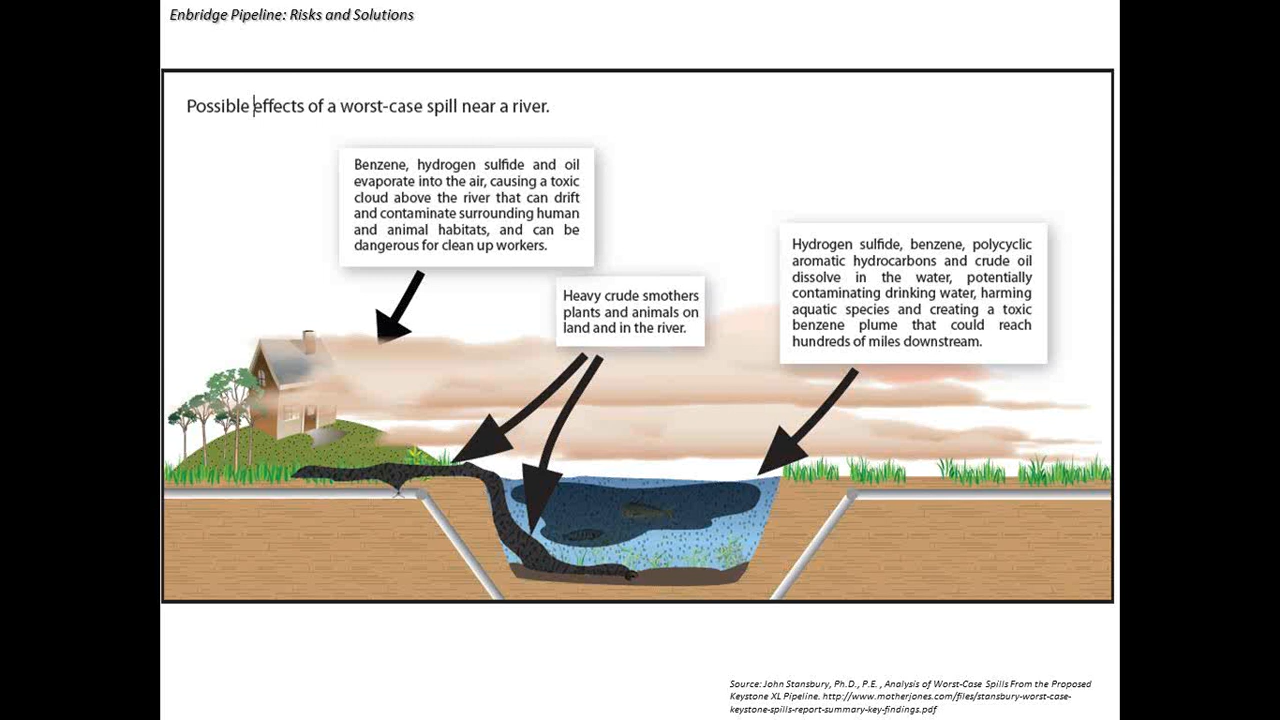 Enbridge Pipeline: Risks and Solutions
Possible effects of a worst-case spill near a river.
Benzene, hydrogen sulfide and oil
evaporate into the air, causing a toxic
cloud above the river that can drift
and contaminate surrounding human
and animal habitats, and can be
dangerous for clean up workers.
Heavy crude smothers
plants and animals on
land and in the river.
Hydrogen sulfide, benzene, polycyclic
aromatic hydrocarbons and crude oil
dissolve in the water, potentially
contaminating drinking water, harming
aquatic species and creating a toxic
benzene plume that could reach
hundreds of miles downstream.
Source: John Stansbury, Ph.D., P.E. , Analysis of Worst-Case Spills From the Proposed
Keystone XL Pipeline. http://www.motherjones.com/files/stansbury-worst-case-
keystone-spills-report-summary-key-findings.pdf